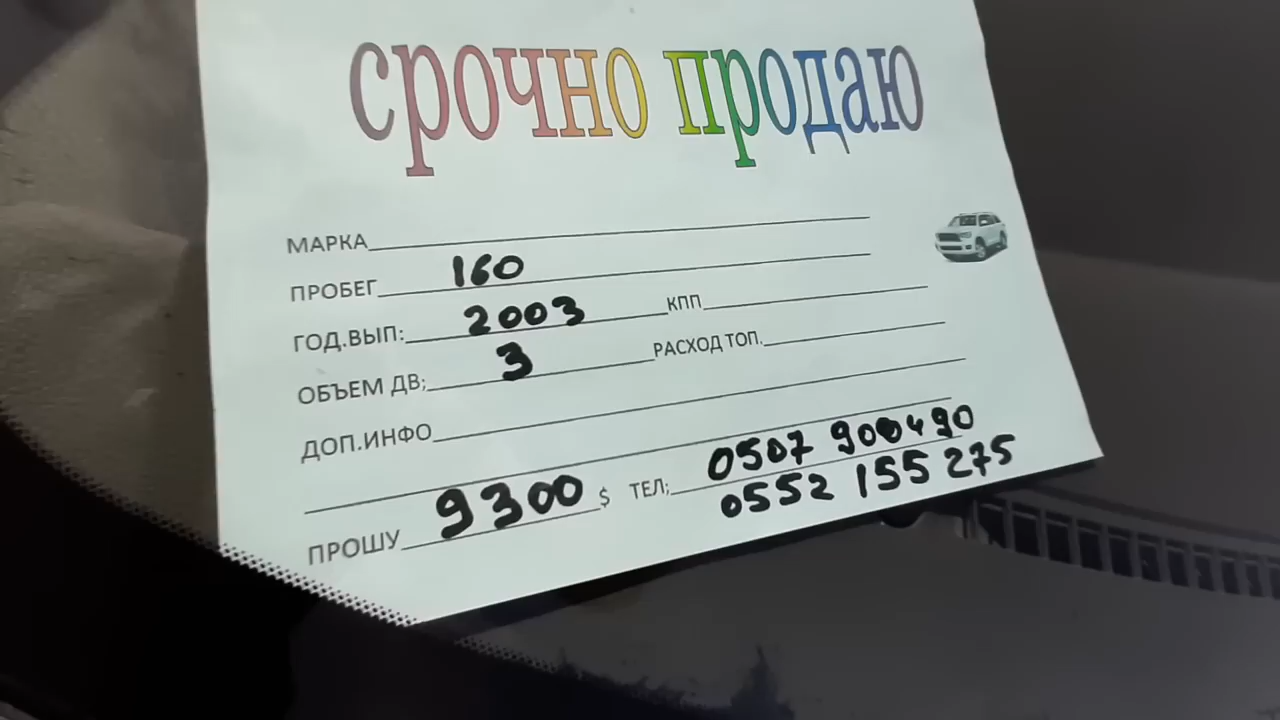 срочно продаю
МАРКА
ПРОБЕГ 160
ГОД.ВЫП: 2003 КПП
ОБЪЕМ ДВ; 3 РАСХОД ТОП.
ДОП.ИНФО
0507 900490
ПРОШУ 9300 $ ТЕЛ; 0552 155 275